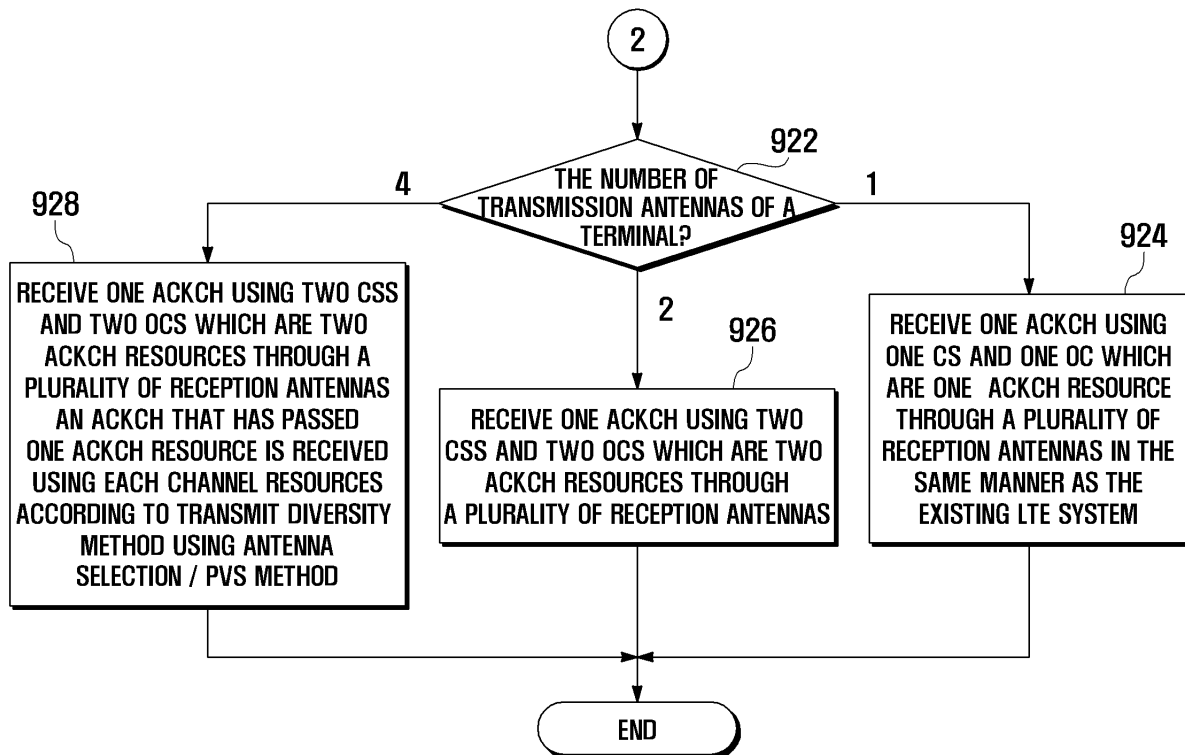 2
922
THE NUMBER OF
TRANSMISSION ANTENNAS OF A
TERMINAL?
4
1
2
928
RECEIVE ONE ACKCH USING TWO CSS
AND TWO OCS WHICH ARE TWO
ACKCH RESOURCES THROUGH A
PLURALITY OF RECEPTION ANTENNAS
AN ACKCH THAT HAS PASSED
ONE ACKCH RESOURCE IS RECEIVED
USING EACH CHANNEL RESOURCES
ACCORDING TO TRANSMIT DIVERSITY
METHOD USING ANTENNA
SELECTION / PVS METHOD
926
RECEIVE ONE ACKCH USING TWO
CSS AND TWO OCS WHICH ARE TWO
ACKCH RESOURCES THROUGH
A PLURALITY OF RECEPTION ANTENNAS
924
RECEIVE ONE ACKCH USING
ONE CS AND ONE OC WHICH
ARE ONE ACKCH RESOURCE
THROUGH A PLURALITY OF
RECEPTION ANTENNAS IN THE
SAME MANNER AS THE
EXISTING LTE SYSTEM
END